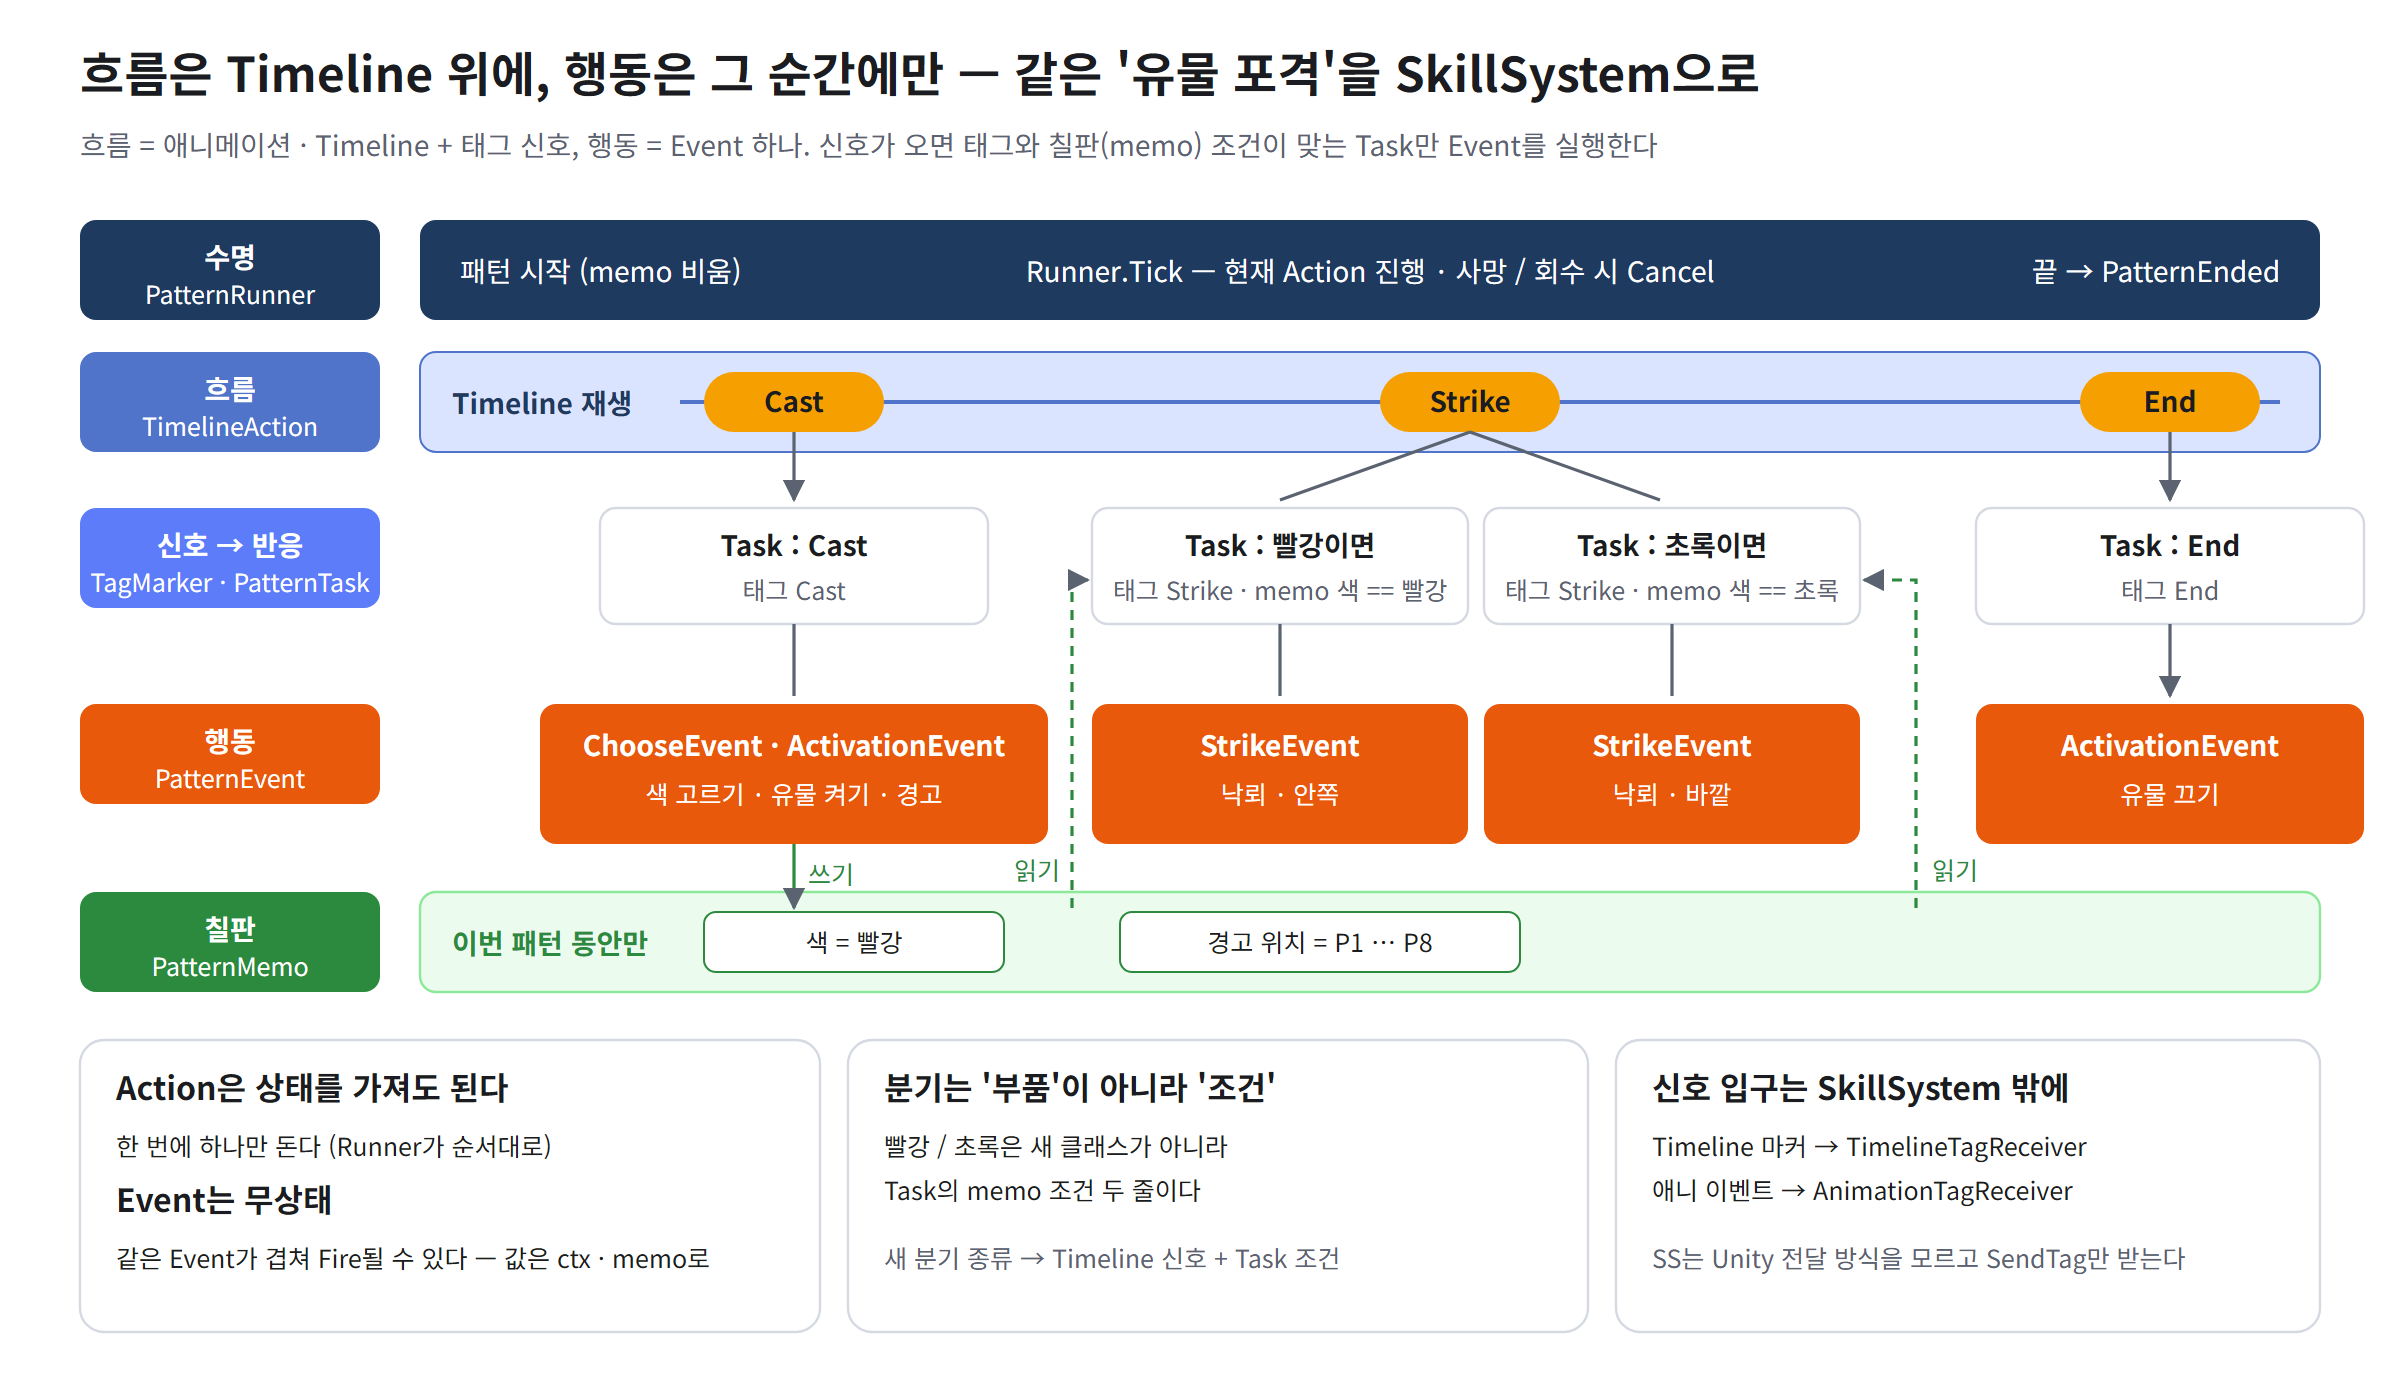 흐름은 Timeline 위에, 행동은 그 순간에만 — 같은 '유물 포격'을 SkillSystem으로
흐름 = 애니메이션 · Timeline + 태그 신호, 행동 = Event 하나. 신호가 오면 태그와 칠판(memo) 조건이 맞는 Task만 Event를 실행한다
수명
PatternRunner
패턴 시작 (memo 비움)
Runner.Tick — 현재 Action 진행 · 사망 / 회수 시 Cancel
끝 → PatternEnded
흐름
TimelineAction
Timeline 재생
Cast
Strike
End
신호 → 반응
TagMarker · PatternTask
Task : Cast
태그 Cast
Task : 빨강이면
태그 Strike · memo 색 == 빨강
Task : 초록이면
태그 Strike · memo 색 == 초록
Task : End
태그 End
행동
PatternEvent
ChooseEvent · ActivationEvent
색 고르기 · 유물 켜기 · 경고
StrikeEvent
낙뢰 · 안쪽
StrikeEvent
낙뢰 · 바깥
ActivationEvent
유물 끄기
쓰기
읽기
읽기
칠판
PatternMemo
이번 패턴 동안만
색 = 빨강
경고 위치 = P1 ··· P8
Action은 상태를 가져도 된다
한 번에 하나만 돈다 (Runner가 순서대로)
Event는 무상태
같은 Event가 겹쳐 Fire될 수 있다 — 값은 ctx · memo로
분기는 '부품'이 아니라 '조건'
빨강 / 초록은 새 클래스가 아니라
Task의 memo 조건 두 줄이다
새 분기 종류 → Timeline 신호 + Task 조건
신호 입구는 SkillSystem 밖에
Timeline 마커 → TimelineTagReceiver
애니 이벤트 → AnimationTagReceiver
SS는 Unity 전달 방식을 모르고 SendTag만 받는다